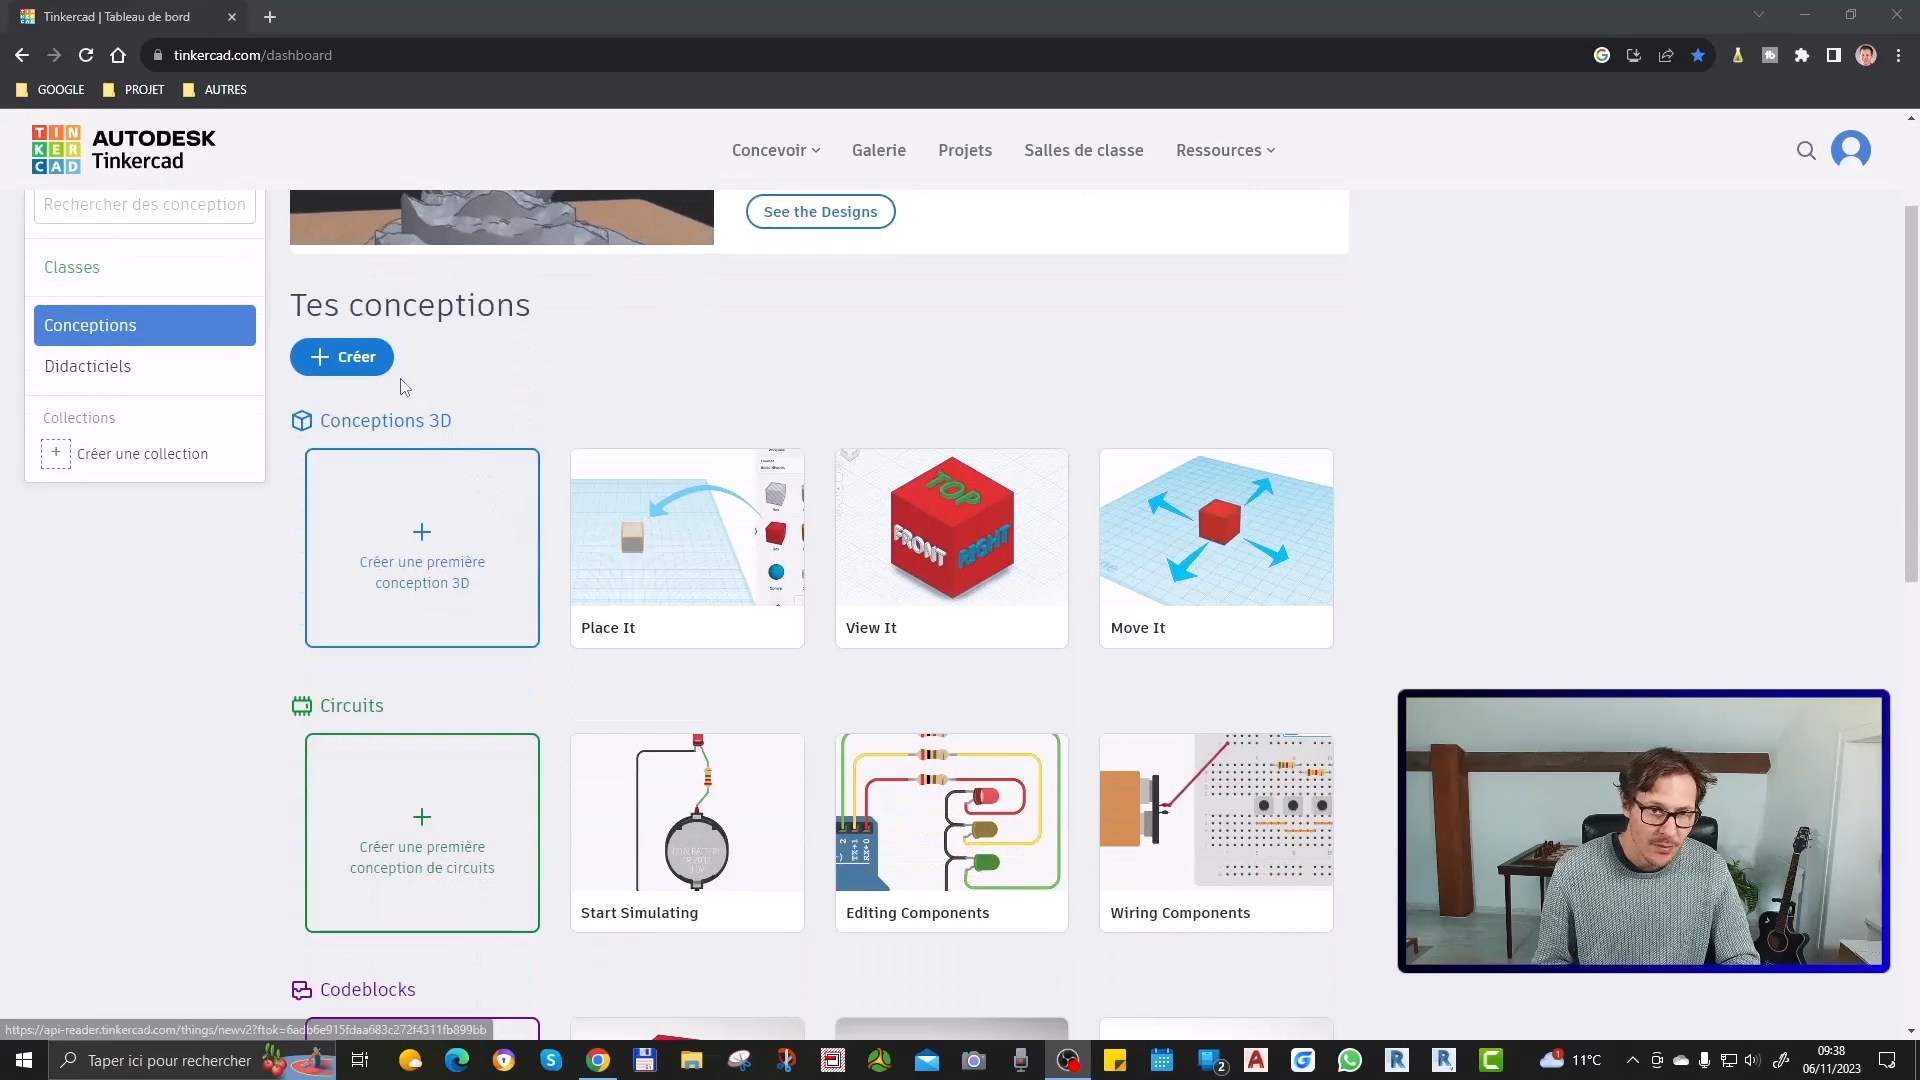 Tinkercad | Tableau de bord
tinkercad.com/dashboard
GOOGLE
PROJET
AUTRES
TINKERCAD
AUTODESK
Tinkercad
Concevoir
Galerie
Projets
Salles de classe
Ressources
Rechercher des conception
See the Designs
Classes
Tes conceptions
Conceptions
Créer
Didacticiels
Collections
Créer une collection
Conceptions 3D
Créer une première
conception 3D
TOP
FRONT
RIGHT
Place It
View It
Move It
Circuits
Créer une première
conception de circuits
Start Simulating
Editing Components
Wiring Components
Codeblocks
https://api-reader.tinkercad.com/things/newv2?ftok=6adb6e915fdaa683c272f4311fb899bb
Taper ici pour rechercher
2
11°C
09:38
06/11/2023